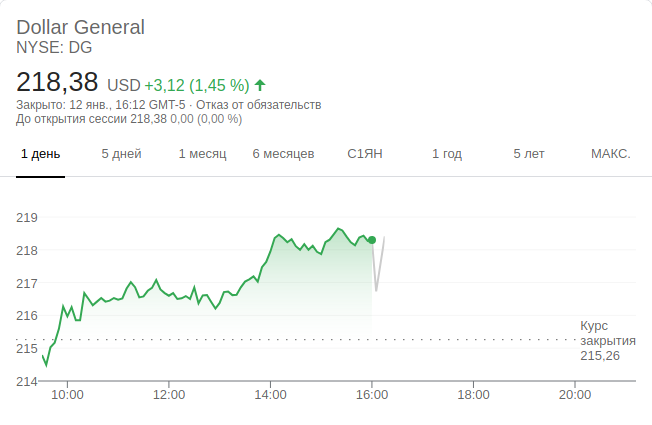 Dollar General
NYSE: DG
218,38 USD +3,12 (1,45 %)
Закрыто: 12 янв., 16:12 GMT-5 · Отказ от обязательств
До открытия сессии 218,38 0,00 (0,00 %)
1 день 5 дней 1 месяц 6 месяцев С1ЯН 1 год 5 лет МАКС.
219
218
217
216
215
214
Курс
закрытия
215,26
10:00 12:00 14:00 16:00 18:00 20:00